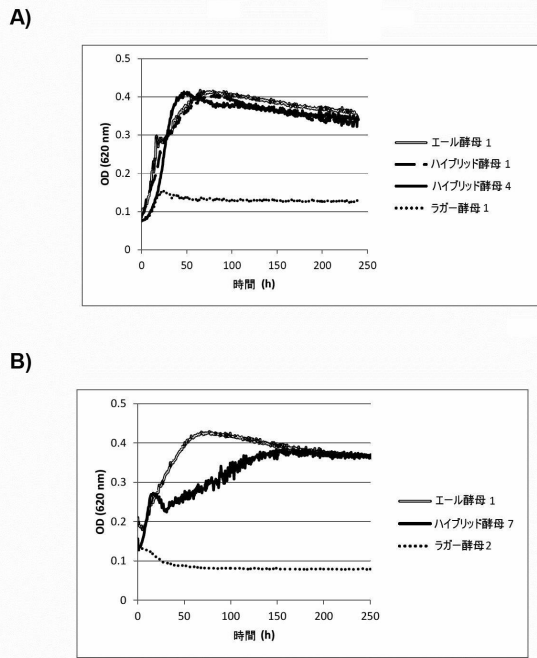 A)
0.5
0.4
0.3
0.2
0.1
0
OD (620 nm)
0 50 100 150 200 250
時間 (h)
エール酵母 1
ハイブリッド酵母 1
ハイブリッド酵母 4
ラガー酵母 1
B)
0.5
0.4
0.3
0.2
0.1
0
OD (620 nm)
0 50 100 150 200 250
時間 (h)
エール酵母 1
ハイブリッド酵母 7
ラガー酵母2